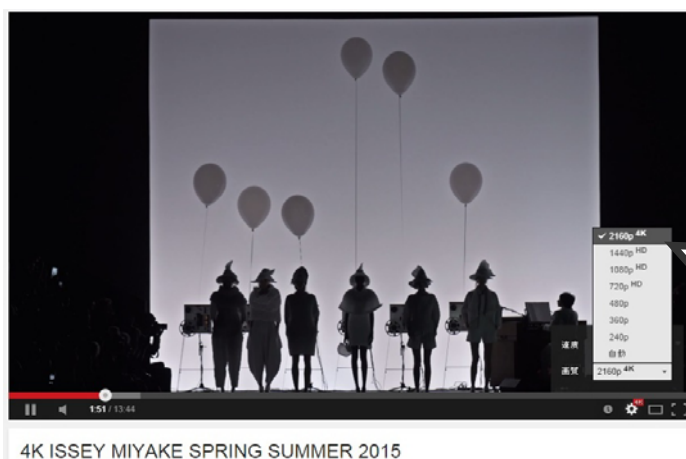 ✓ 2160p 4K
1440p HD
1080p HD
720p HD
480p
360p
240p
自動
速度
画質
2160p 4K
1:51 / 13:44
4K ISSEY MIYAKE SPRING SUMMER 2015